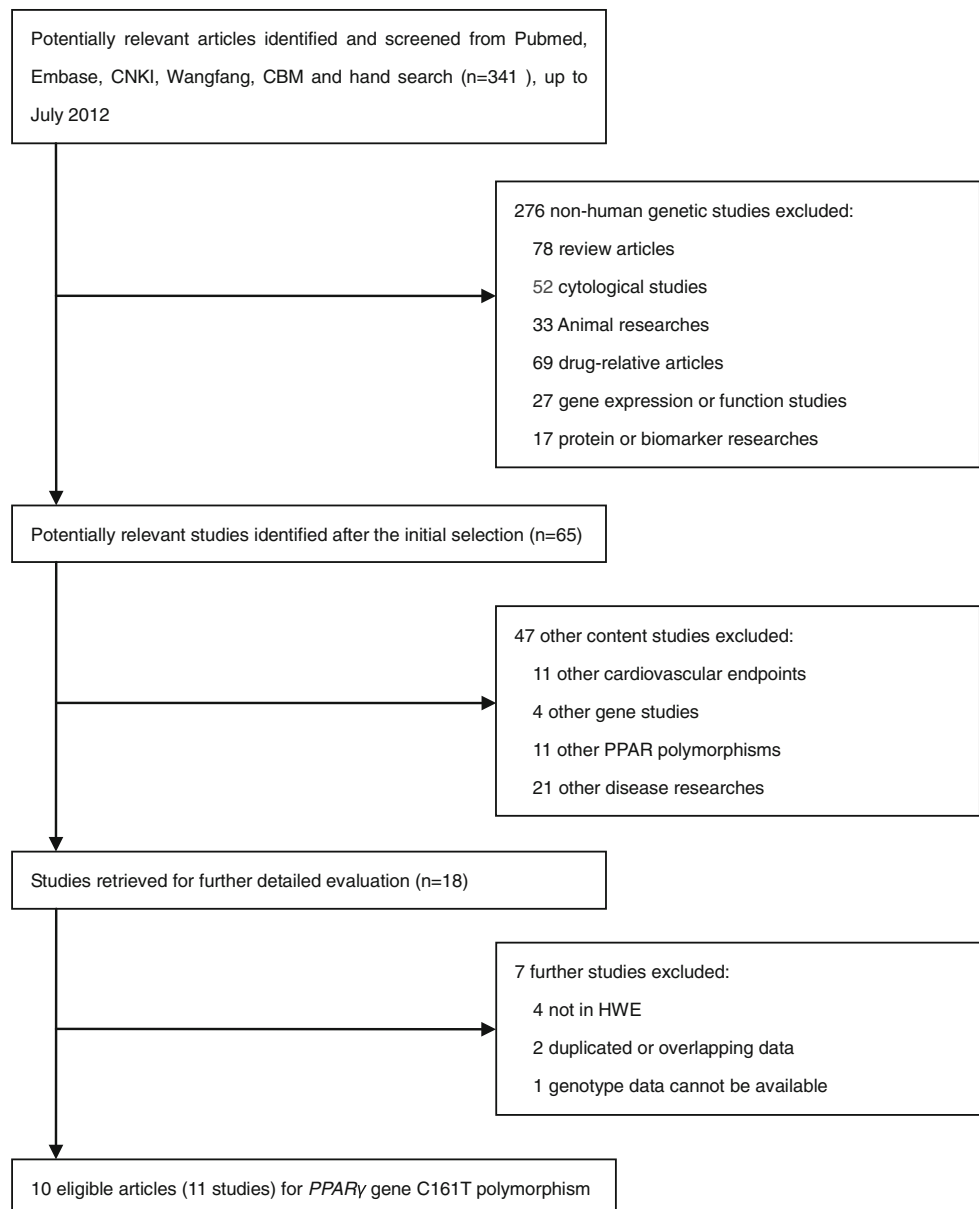 Potentially relevant articles identified and screened from Pubmed,
Embase, CNKI, Wangfang, CBM and hand search (n=341 ), up to
July 2012
276 non-human genetic studies excluded:
78 review articles
52 cytological studies
33 Animal researches
69 drug-relative articles
27 gene expression or function studies
17 protein or biomarker researches
Potentially relevant studies identified after the initial selection (n=65)
47 other content studies excluded:
11 other cardiovascular endpoints
4 other gene studies
11 other PPAR polymorphisms
21 other disease researches
Studies retrieved for further detailed evaluation (n=18)
7 further studies excluded:
4 not in HWE
2 duplicated or overlapping data
1 genotype data cannot be available
10 eligible articles (11 studies) for PPARγ gene C161T polymorphism